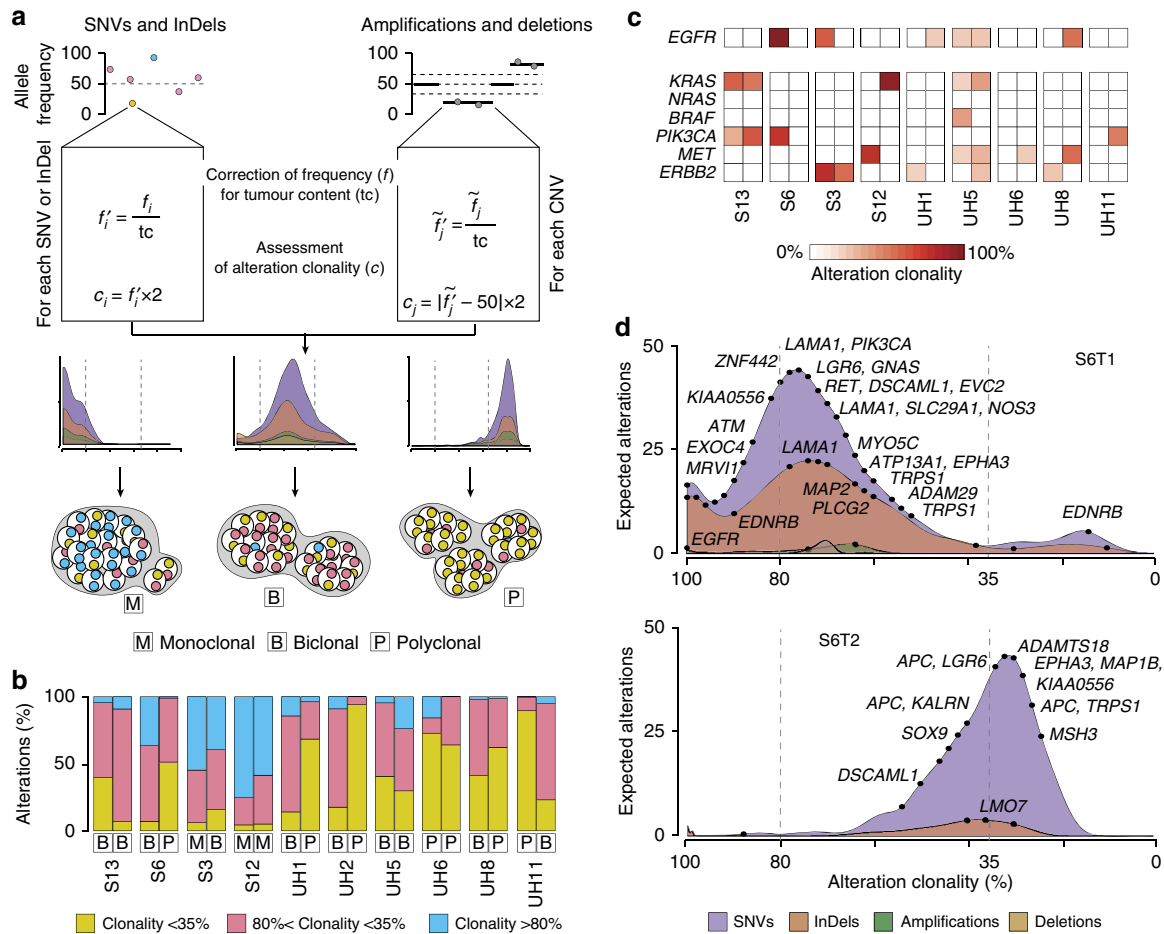 a
SNVs and InDels
Amplifications and deletions
Allele
frequency
100
50
0
100
50
0
For each SNV or InDel
f′i = fi / tc
ci = f′i×2
Correction of frequency (f)
for tumour content (tc)
Assessment
of alteration clonality (c)
f̃′j = f̃j / tc
cj = |f̃′j – 50|×2
For each CNV
M
B
P
M Monoclonal B Biclonal P Polyclonal
b
Alterations (%)
100
50
0
B B B P M B M M B P B P B B P P B P P B
S13 S6 S3 S12 UH1 UH2 UH5 UH6 UH8 UH11
Clonality <35% 80%< Clonality <35% Clonality >80%
c
EGFR
KRAS
NRAS
BRAF
PIK3CA
MET
ERBB2
S13 S6 S3 S12 UH1 UH5 UH6 UH8 UH11
0% 100%
Alteration clonality
d
S6T1
Expected alterations
50
25
0
LAMA1, PIK3CA
ZNF442
LGR6, GNAS
RET, DSCAML1, EVC2
KIAA0556
LAMA1, SLC29A1, NOS3
ATM
MYO5C
EXOC4
LAMA1
ATP13A1, EPHA3
MRVI1
TRPS1
MAP2
ADAM29
PLCG2
TRPS1
EDNRB
EDNRB
EGFR
100 80 35 0
S6T2
Expected alterations
50
25
0
ADAMTS18
APC, LGR6
EPHA3, MAP1B,
KIAA0556
APC, KALRN
APC, TRPS1
SOX9
MSH3
DSCAML1
LMO7
100 80 35 0
Alteration clonality (%)
SNVs InDels Amplifications Deletions